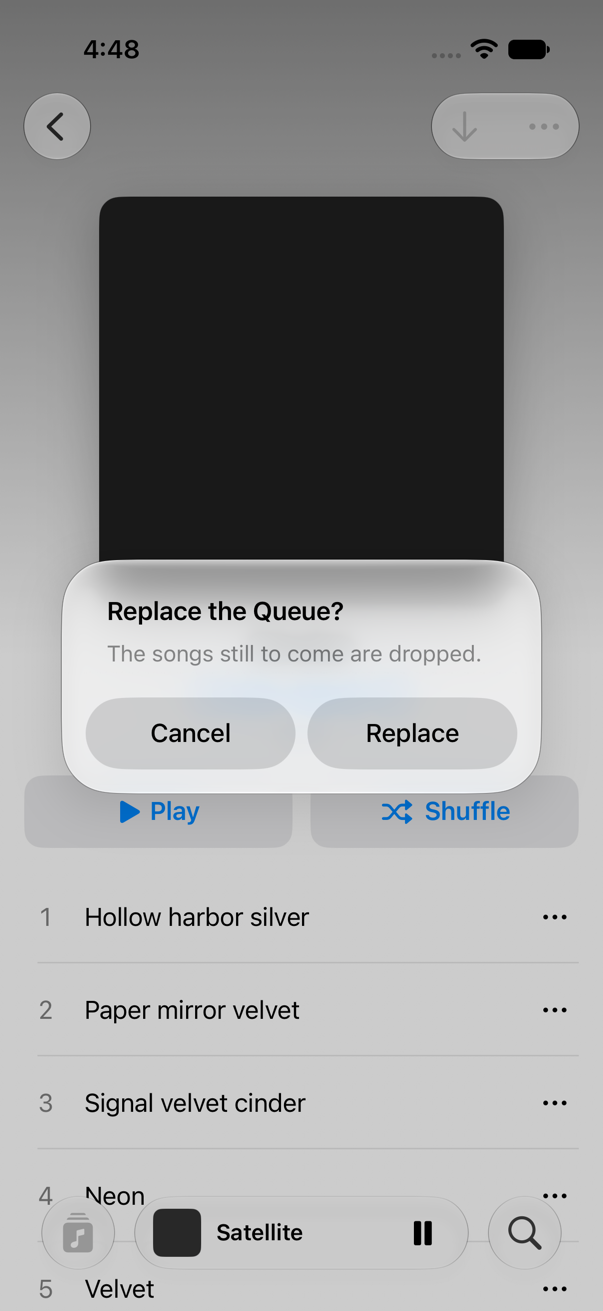 4:48
Replace the Queue?
The songs still to come are dropped.
Cancel
Replace
Play
Shuffle
1 Hollow harbor silver
2 Paper mirror velvet
3 Signal velvet cinder
4 Neon
Satellite
5 Velvet